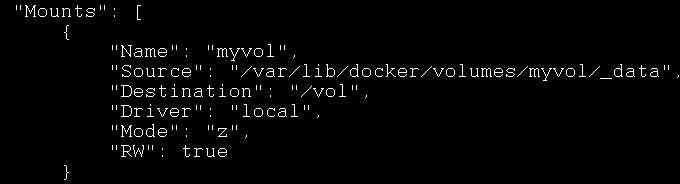 "Mounts": [
    {
        "Name": "myvol",
        "Source": "/var/lib/docker/volumes/myvol/_data",
        "Destination": "/vol",
        "Driver": "local",
        "Mode": "z",
        "RW": true
    }